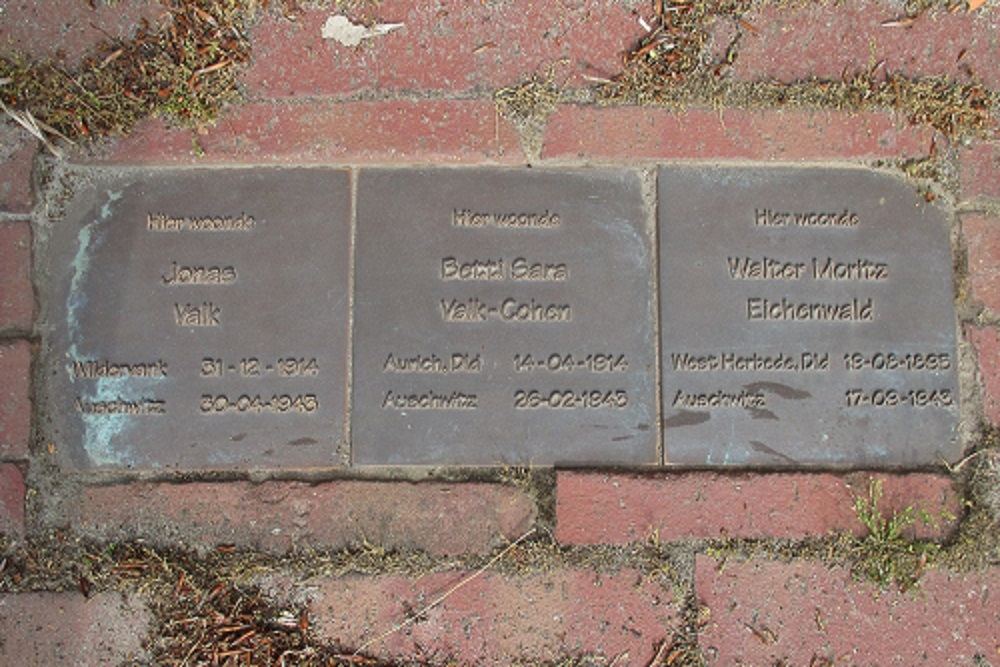 Hier woonde
Jonas
Valk
Wildervank 31-12-1914
Auschwitz 30-04-1943
Hier woonde
Betti Sara
Valk-Cohen
Aurich, Dld 14-04-1914
Auschwitz 26-02-1943
Hier woonde
Walter Moritz
Eichenwald
West Herbede, Dld 19-08-1895
Auschwitz 17-09-1943